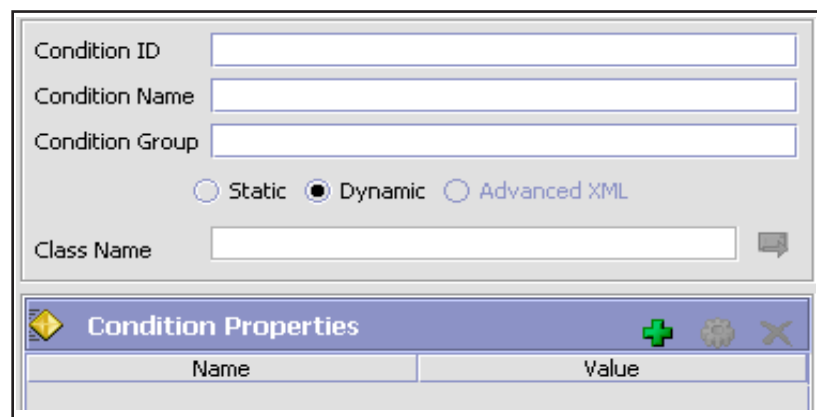 Condition ID
Condition Name
Condition Group
Static Dynamic Advanced XML
Class Name
Condition Properties
Name Value